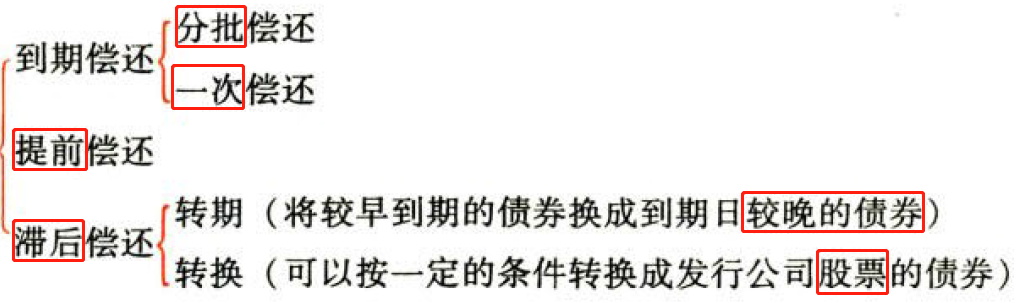 到期偿还
分批偿还
一次偿还
提前偿还
滞后偿还
转期（将较早到期的债券换成到期日较晚的债券）
转换（可以按一定的条件转换成发行公司股票的债券）